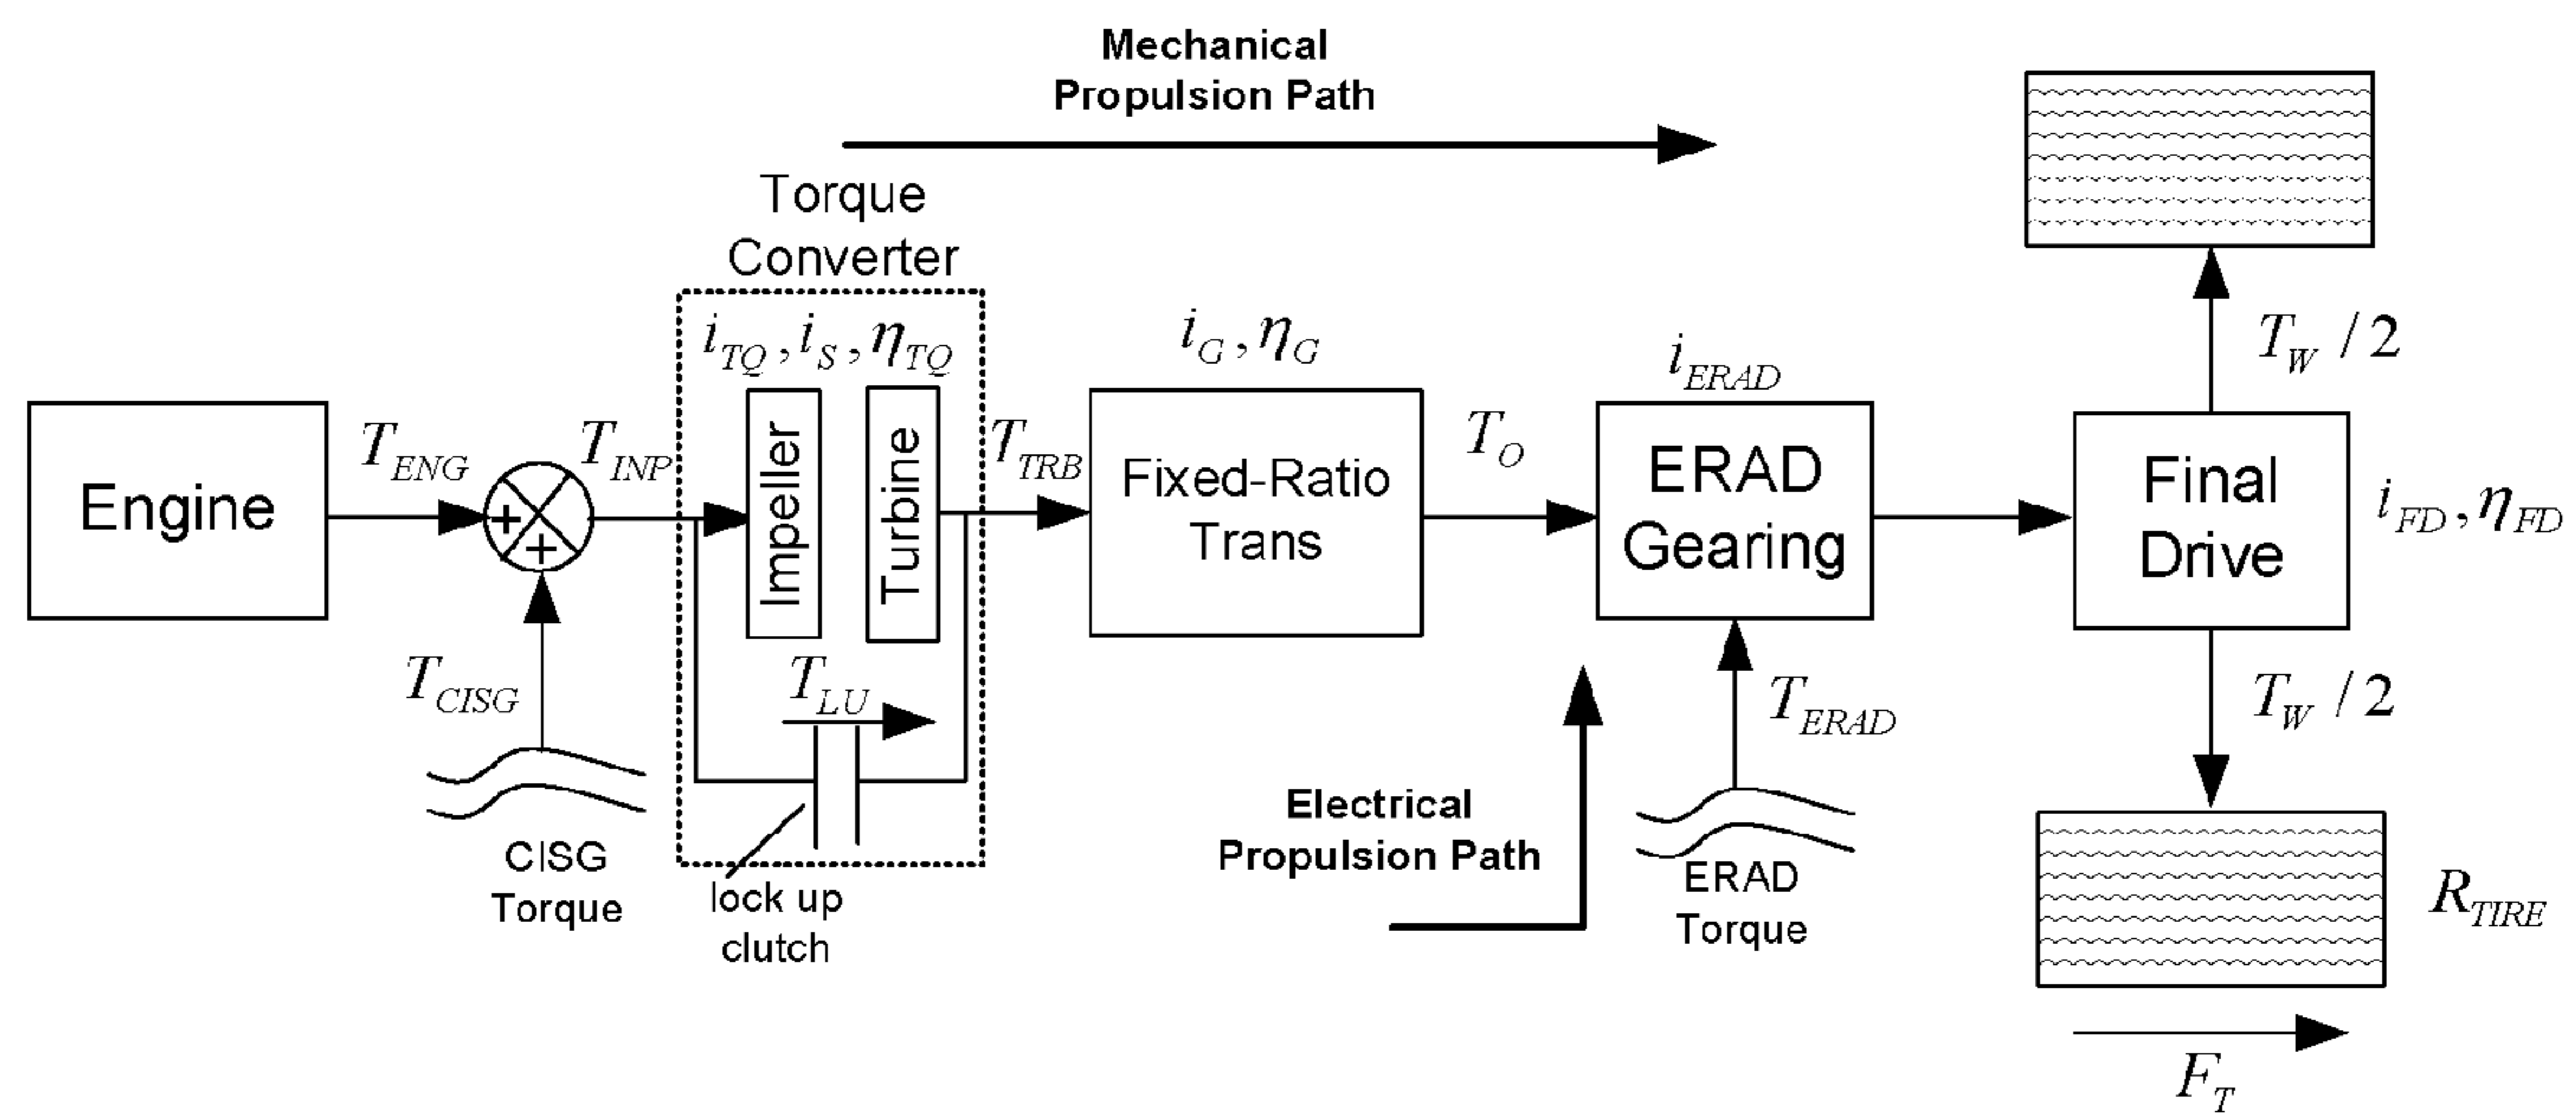 Mechanical
Propulsion Path
Torque
Converter
i_TQ , i_S , η_TQ
i_G , η_G
i_ERAD
T_W / 2
Engine
T_ENG
+
+
T_INP
Impeller
Turbine
T_TRB
Fixed-Ratio
Trans
T_O
ERAD
Gearing
Final
Drive
i_FD , η_FD
T_CISG
T_LU
T_ERAD
T_W / 2
CISG
Torque
lock up
clutch
Electrical
Propulsion Path
ERAD
Torque
R_TIRE
F_T